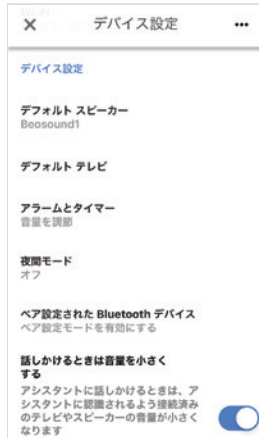 デバイス設定
デバイス設定
デフォルト スピーカー
Beosound1
デフォルト テレビ
アラームとタイマー
音量を調節
夜間モード
オフ
ペア設定された Bluetooth デバイス
ペア設定モードを有効にする
話しかけるときは音量を小さく
する
アシスタントに話しかけるときは、ア
シスタントに認識されるよう接続済み
のテレビやスピーカーの音量が小さく
なります